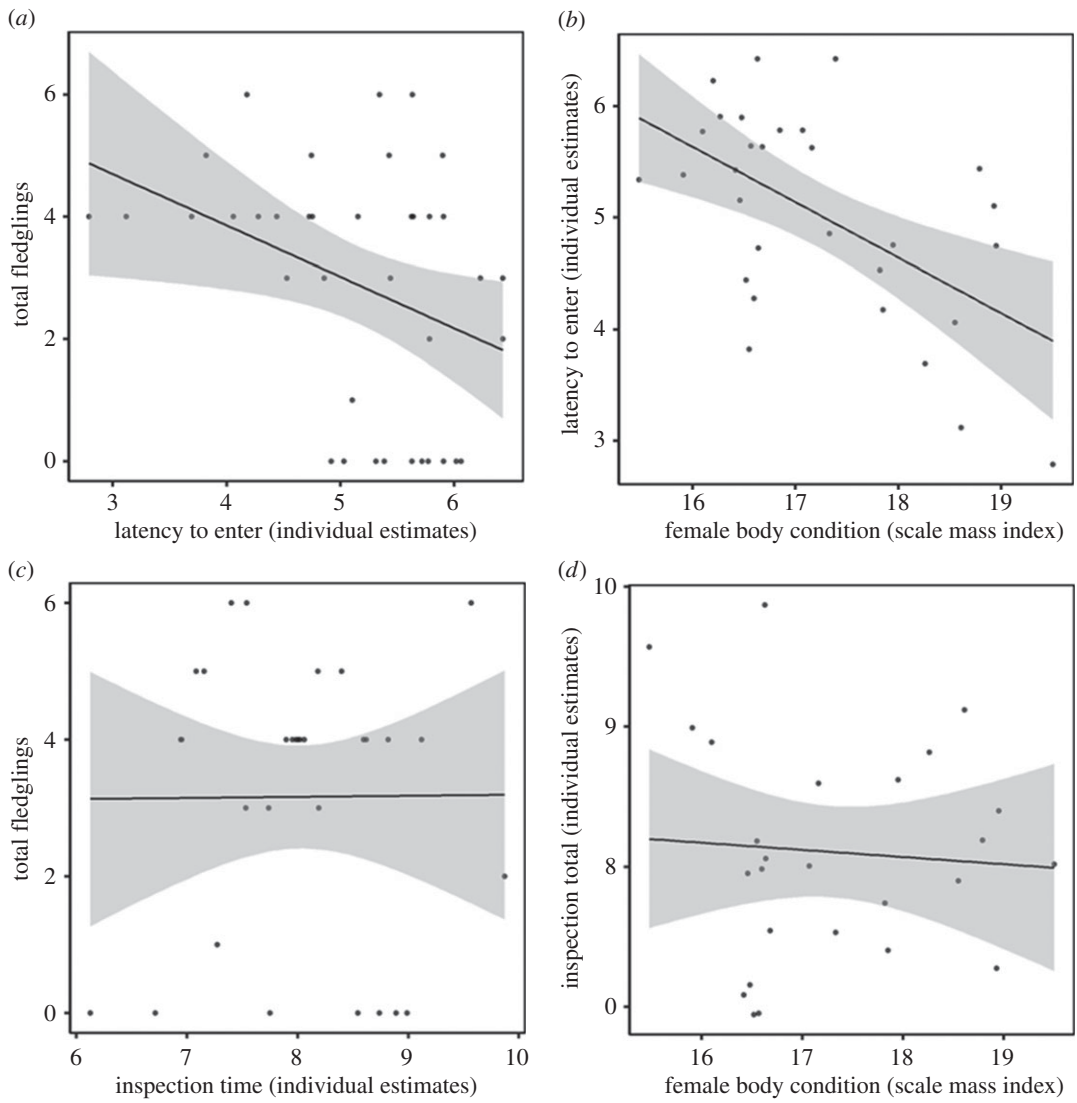 (a)
6
4
2
0
total fledglings
3 4 5 6
latency to enter (individual estimates)
(b)
6
5
4
3
latency to enter (individual estimates)
16 17 18 19
female body condition (scale mass index)
(c)
6
4
2
0
total fledglings
6 7 8 9 10
inspection time (individual estimates)
(d)
10
9
8
0
inspection total (individual estimates)
16 17 18 19
female body condition (scale mass index)